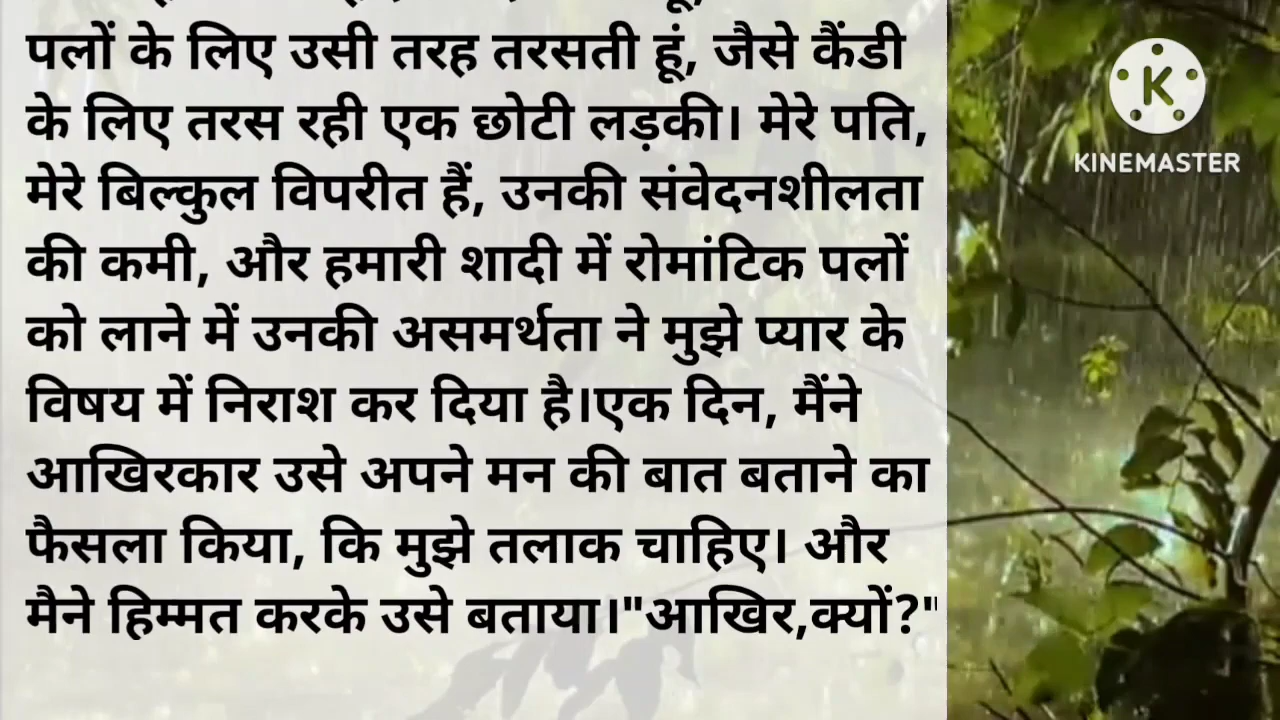 पलों के लिए उसी तरह तरसती हूं, जैसे कैंडी
के लिए तरस रही एक छोटी लड़की। मेरे पति,
मेरे बिल्कुल विपरीत हैं, उनकी संवेदनशीलता
की कमी, और हमारी शादी में रोमांटिक पलों
को लाने में उनकी असमर्थता ने मुझे प्यार के
विषय में निराश कर दिया है।एक दिन, मैंने
आखिरकार उसे अपने मन की बात बताने का
फैसला किया, कि मुझे तलाक चाहिए। और
मैने हिम्मत करके उसे बताया।"आखिर,क्यों?"
K
KINEMASTER